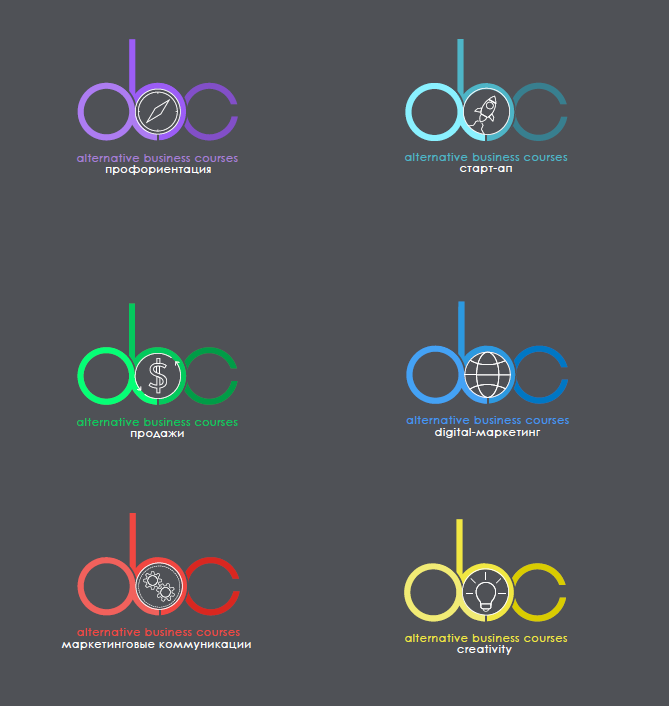 abc
alternative business courses
профориентация
abc
alternative business courses
старт-ап
abc
alternative business courses
продажи
abc
alternative business courses
digital-маркетинг
abc
alternative business courses
маркетинговые коммуникации
abc
alternative business courses
creativity